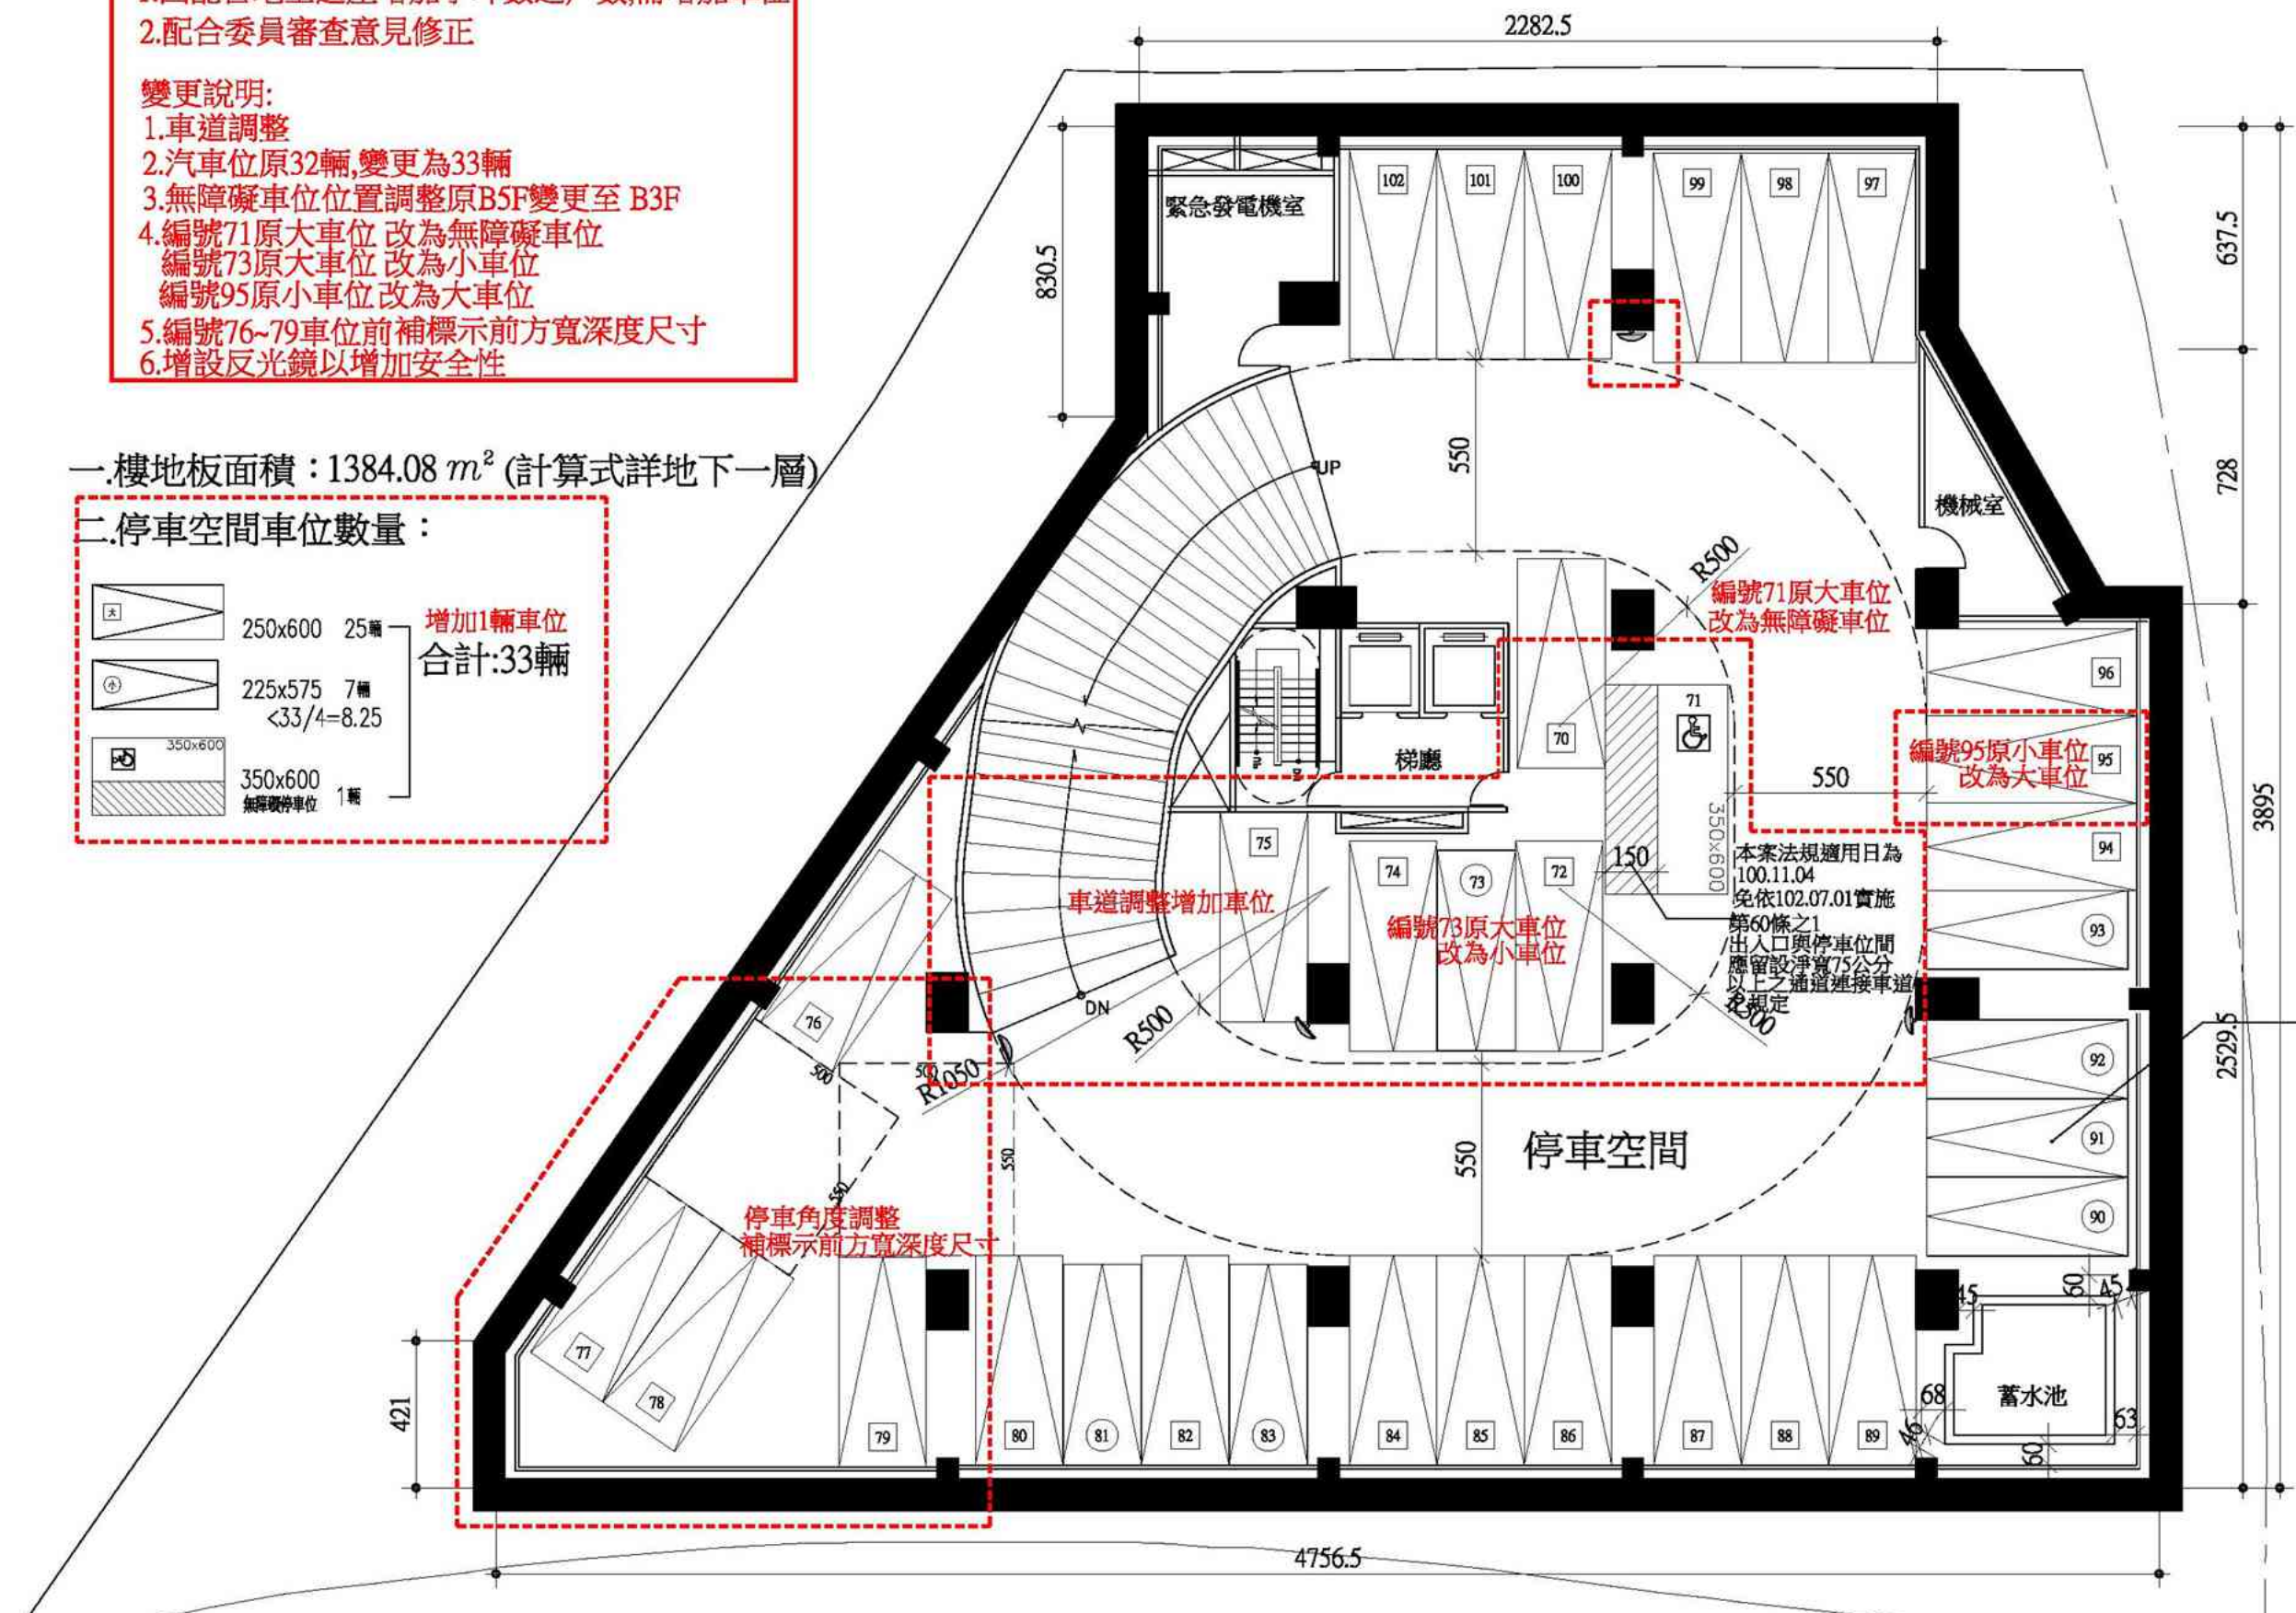 2.配合委員審查意見修正
變更說明:
1.車道調整
2.汽車位原32輛,變更為33輛
3.無障礙車位位置調整原B5F變更至 B3F
4.編號71原大車位 改為無障礙車位
編號73原大車位 改為小車位
編號95原小車位 改為大車位
5.編號76~79車位前補標示前方寬深度尺寸
6.增設反光鏡以增加安全性
一.樓地板面積：1384.08 m² (計算式詳地下一層)
二.停車空間車位數量：
大
250x600 25輛
增加1輛車位
合計:33輛
小
225x575 7輛
<33/4=8.25
350x600
350x600
無障礙停車位 1輛
2282.5
830.5
637.5
728
3895
2529.5
421
4756.5
緊急發電機室
102
101
100
99
98
97
550
UP
機械室
R500
編號71原大車位
改為無障礙車位
96
編號95原小車位
改為大車位
95
94
93
92
91
90
70
71
350x600
550
梯廳
DN
75
74
73
72
150
車道調整增加車位
編號73原大車位
改為小車位
本案法規適用日為
100.11.04
免依102.07.01實施
第60條之1
出入口與停車位間
應留設淨寬75公分
以上之通道連接車道
之規定
R500
DN
R500
R1050
76
500
500
550
550
停車角度調整
補標示前方寬深度尺寸
550
停車空間
77
78
79
80
81
82
83
84
85
86
87
88
89
45
60
45
68
46
60
63
蓄水池